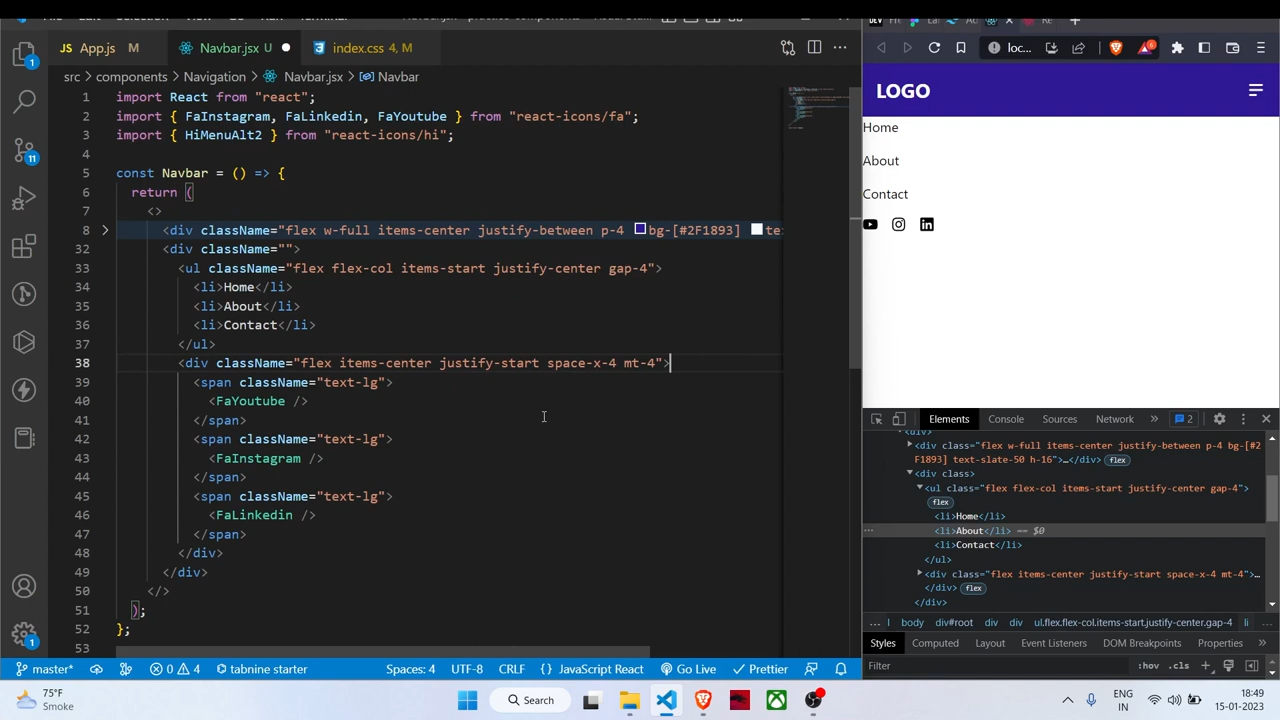 App.js M
Navbar.jsx U
index.css 4, M
src > components > Navigation > Navbar.jsx > Navbar
1 import React from "react";
2 import { FaInstagram, FaLinkedin, FaYoutube } from "react-icons/fa";
3 import { HiMenuAlt2 } from "react-icons/hi";
4
5 const Navbar = () => {
6 return (
7 <>
8 <div className="flex w-full items-center justify-between p-4 bg-[#2F1893] te
32 <div className="">
33 <ul className="flex flex-col items-start justify-center gap-4">
34 <li>Home</li>
35 <li>About</li>
36 <li>Contact</li>
37 </ul>
38 <div className="flex items-center justify-start space-x-4 mt-4">
39 <span className="text-lg">
40 <FaYoutube />
41 </span>
42 <span className="text-lg">
43 <FaInstagram />
44 </span>
45 <span className="text-lg">
46 <FaLinkedin />
47 </span>
48 </div>
49 </div>
50 </>
51 );
52 };
53
1
11
1
master*
0 4
tabnine starter
Spaces: 4
UTF-8
CRLF
JavaScript React
Go Live
Prettier
loc...
6
LOGO
Home
About
Contact
Elements
Console
Sources
Network
2
<div class="flex w-full items-center justify-between p-4 bg-[#2
F1893] text-slate-50 h-16">…</div> flex
<div class>
<ul class="flex flex-col items-start justify-center gap-4">
flex
<li>Home</li>
<li>About</li> == $0
<li>Contact</li>
</ul>
<div class="flex items-center justify-start space-x-4 mt-4">…
</div> flex
</div>
... l body div#root div div ul.flex.flex-col.items-start.justify-center.gap-4 li ...
Styles
Computed
Layout
Event Listeners
DOM Breakpoints
Properties
Filter
:hov .cls
75°F
Smoke
Search
ENG
IN
18:49
15-01-2023